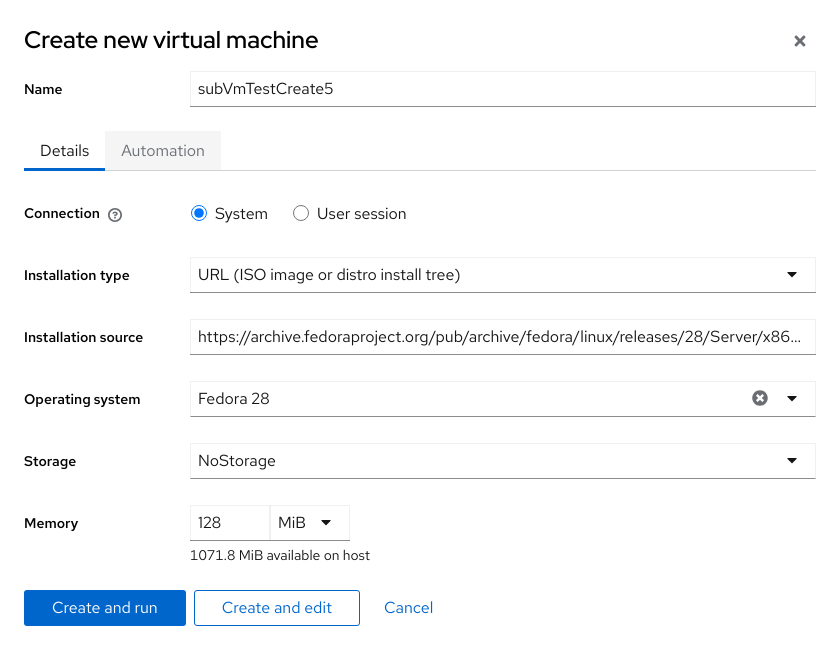 Create new virtual machine
Name subVmTestCreate5
Details Automation
Connection System User session
Installation type URL (ISO image or distro install tree)
Installation source https://archive.fedoraproject.org/pub/archive/fedora/linux/releases/28/Server/x86...
Operating system Fedora 28
Storage NoStorage
Memory 128 MiB
1071.8 MiB available on host
Create and run Create and edit Cancel